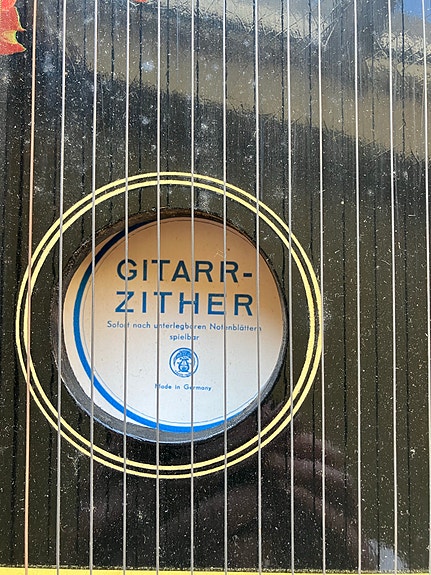 GITARR-
ZITHER
Sofort nach unterlegbaren Notenblättern
spielbar
Made in Germany